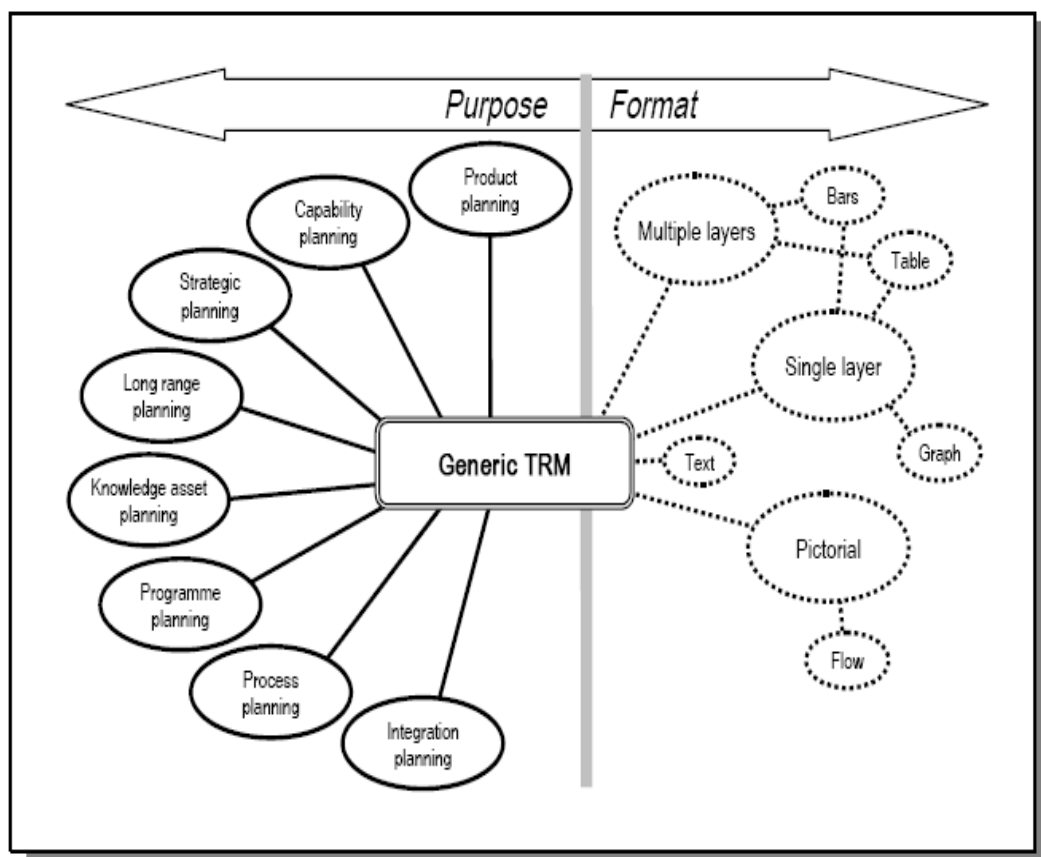 Purpose
Format
Product
planning
Capability
planning
Strategic
planning
Long range
planning
Knowledge asset
planning
Programme
planning
Process
planning
Integration
planning
Generic TRM
Multiple layers
Bars
Table
Single layer
Graph
Text
Pictorial
Flow